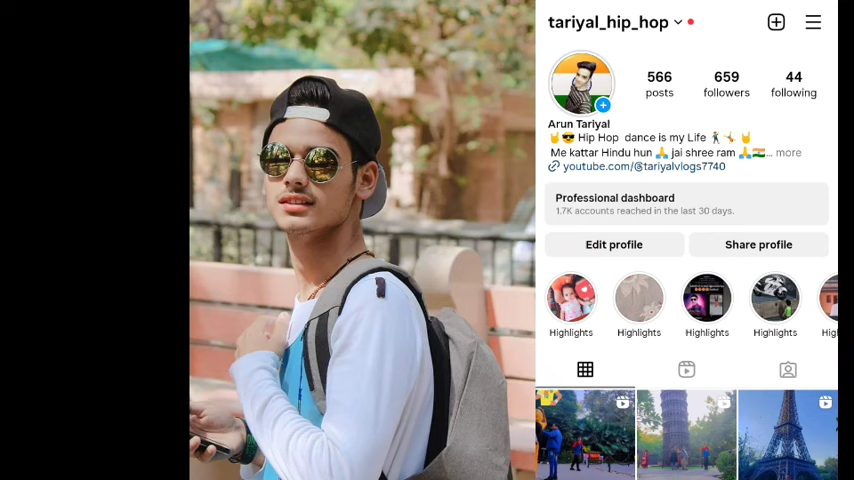 tariyal_hip_hop
566 659 44
posts followers following
Arun Tariyal
🤘😎 Hip Hop dance is my Life 🕺🤸 🤘
Me kattar Hindu hun 🙏 jai shree ram 🙏🇮🇳... more
youtube.com/@tariyalvlogs7740
Professional dashboard
1.7K accounts reached in the last 30 days.
Edit profile Share profile
Highlights Highlights Highlights Highlights Highl